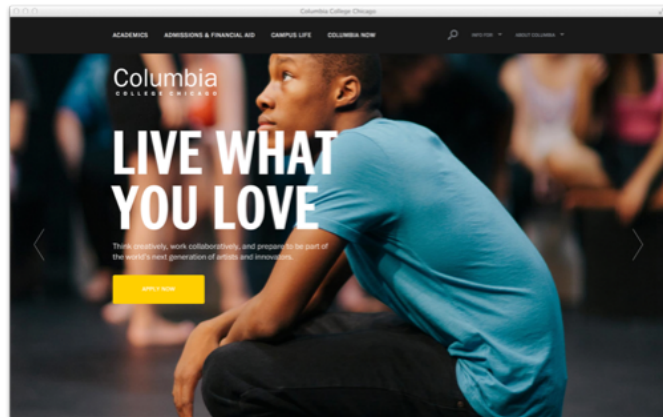 Columbia College Chicago
ACADEMICS ADMISSIONS & FINANCIAL AID CAMPUS LIFE COLUMBIA NOW INFO FOR ABOUT COLUMBIA
Columbia
COLLEGE CHICAGO
LIVE WHAT
YOU LOVE
Think creatively, work collaboratively, and prepare to be part of
the world's next generation of artists and innovators.
APPLY NOW